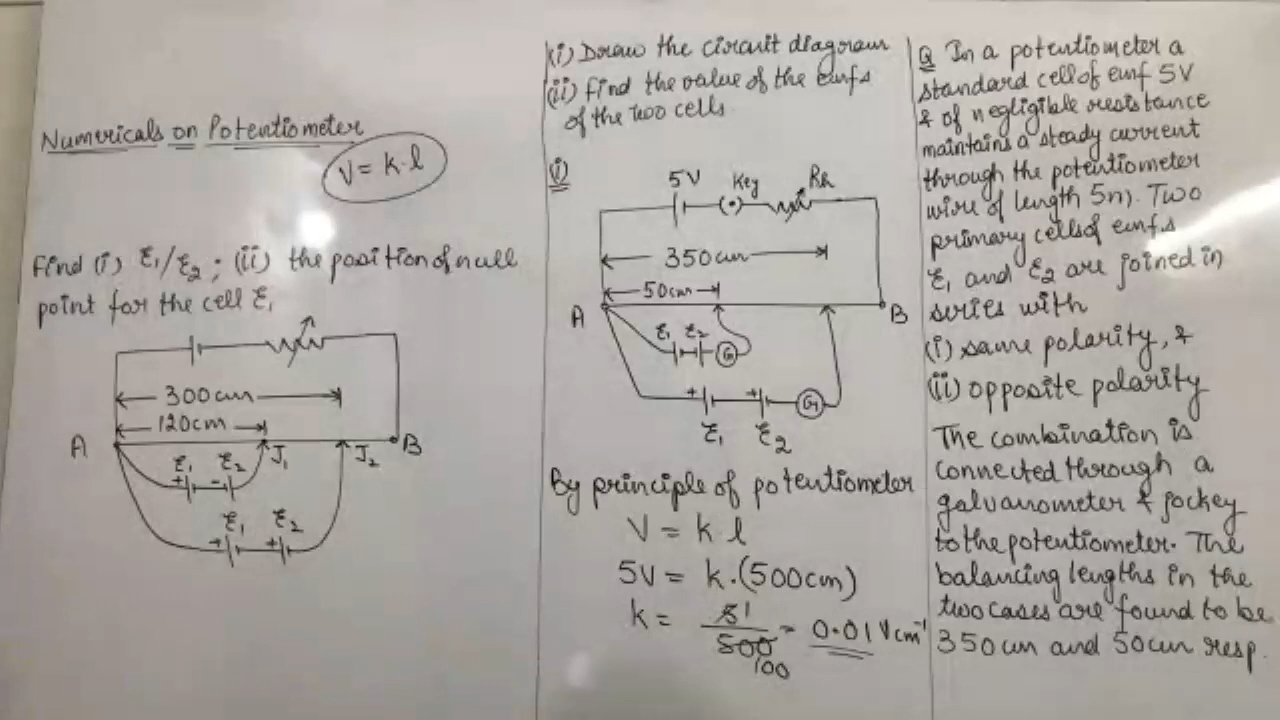 Numericals on Potentiometer
V = k·l
Find (i) ε₁/ε₂ ; (ii) the position of null
point for the cell ε₁
300cm
120cm
A
B
ε₁ ε₂ J₁
J₂
+ -
ε₁ ε₂
+ +
(i) Draw the circuit diagram
(ii) find the value of the emfs
of the two cells.
(i)
5V Key Rh
(·)
350cm
50cm
A
B
ε₁ ε₂
G
+ + G
ε₁ ε₂
By principle of potentiometer
V = k l
5V = k.(500cm)
k = 5 1
500 = 0.01 V cm⁻¹
100
Q In a potentiometer a
standard cell of emf 5V
& of negligible resistance
maintains a steady current
through the potentiometer
wire of length 5m. Two
primary cells of emfs
ε₁ and ε₂ are joined in
series with
(i) same polarity, &
(ii) opposite polarity
The combination is
connected through a
galvanometer & jockey
to the potentiometer. The
balancing lengths in the
two cases are found to be
350cm and 50cm resp.